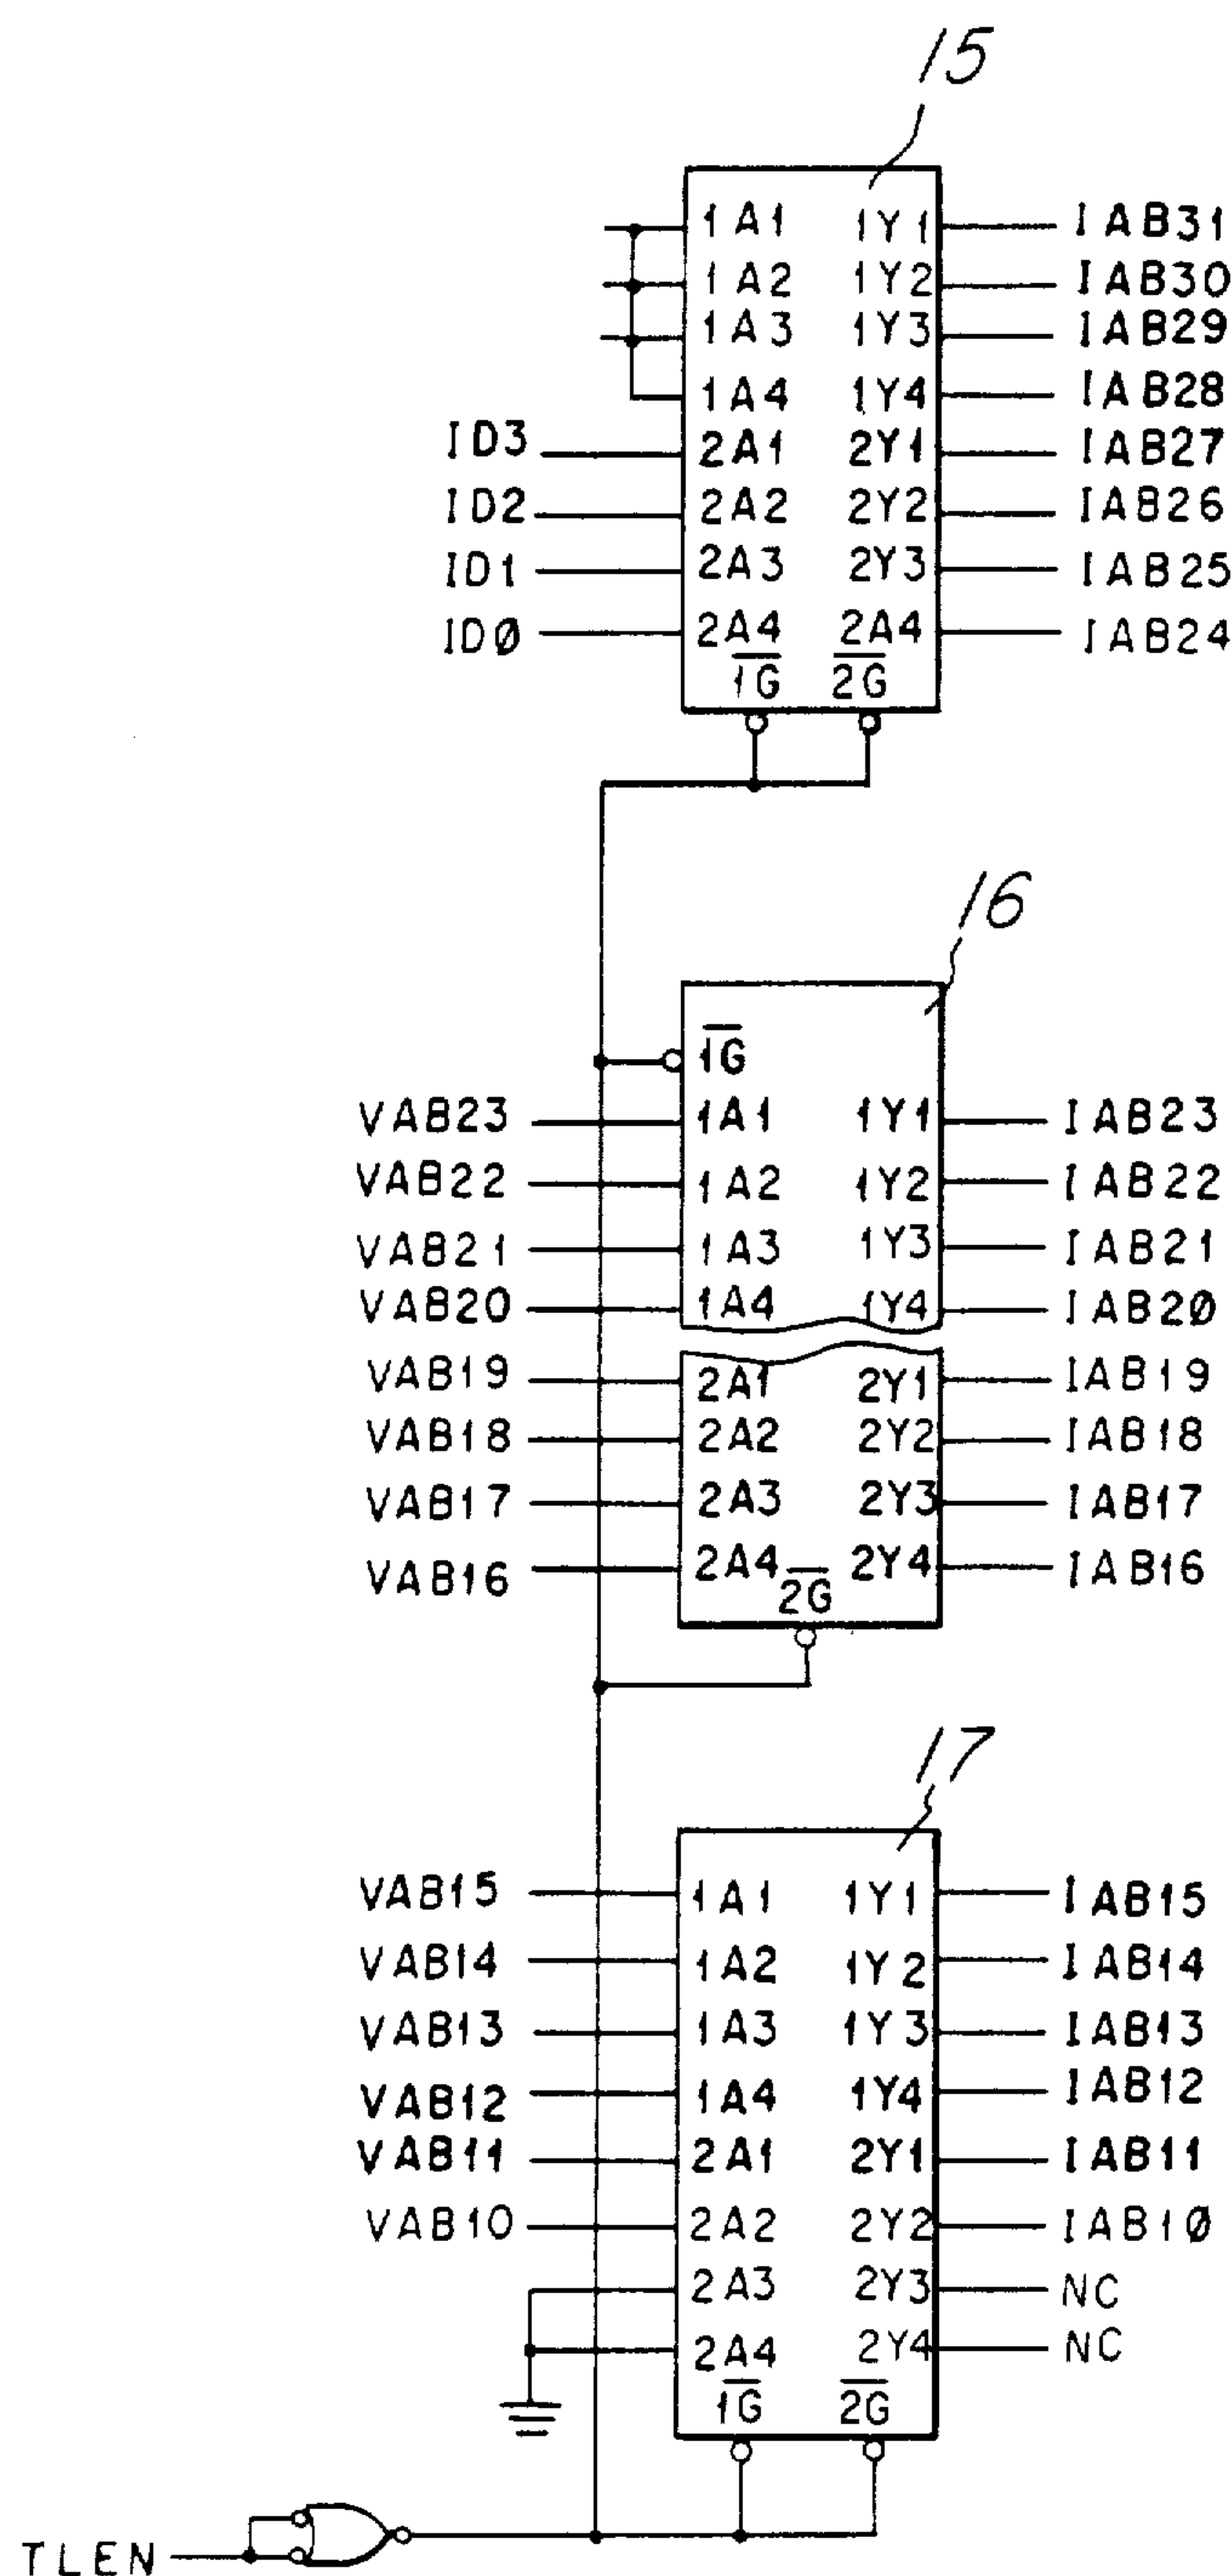 15
1A1 1Y1 IAB31
1A2 1Y2 IAB30
1A3 1Y3 IAB29
1A4 1Y4 IAB28
ID3 2A1 2Y1 IAB27
ID2 2A2 2Y2 IAB26
ID1 2A3 2Y3 IAB25
IDØ 2A4 2A4 IAB24
1G̅ 2G̅
16
1G̅
VAB23 1A1 1Y1 IAB23
VAB22 1A2 1Y2 IAB22
VAB21 1A3 1Y3 IAB21
VAB20 1A4 1Y4 IAB2Ø
VAB19 2A1 2Y1 IAB19
VAB18 2A2 2Y2 IAB18
VAB17 2A3 2Y3 IAB17
VAB16 2A4 2Y4 IAB16
2G̅
17
VAB15 1A1 1Y1 IAB15
VAB14 1A2 1Y2 IAB14
VAB13 1A3 1Y3 IAB13
VAB12 1A4 1Y4 IAB12
VAB11 2A1 2Y1 IAB11
VAB10 2A2 2Y2 IAB1Ø
2A3 2Y3 NC
2A4 2Y4 NC
1G̅ 2G̅
TLEN